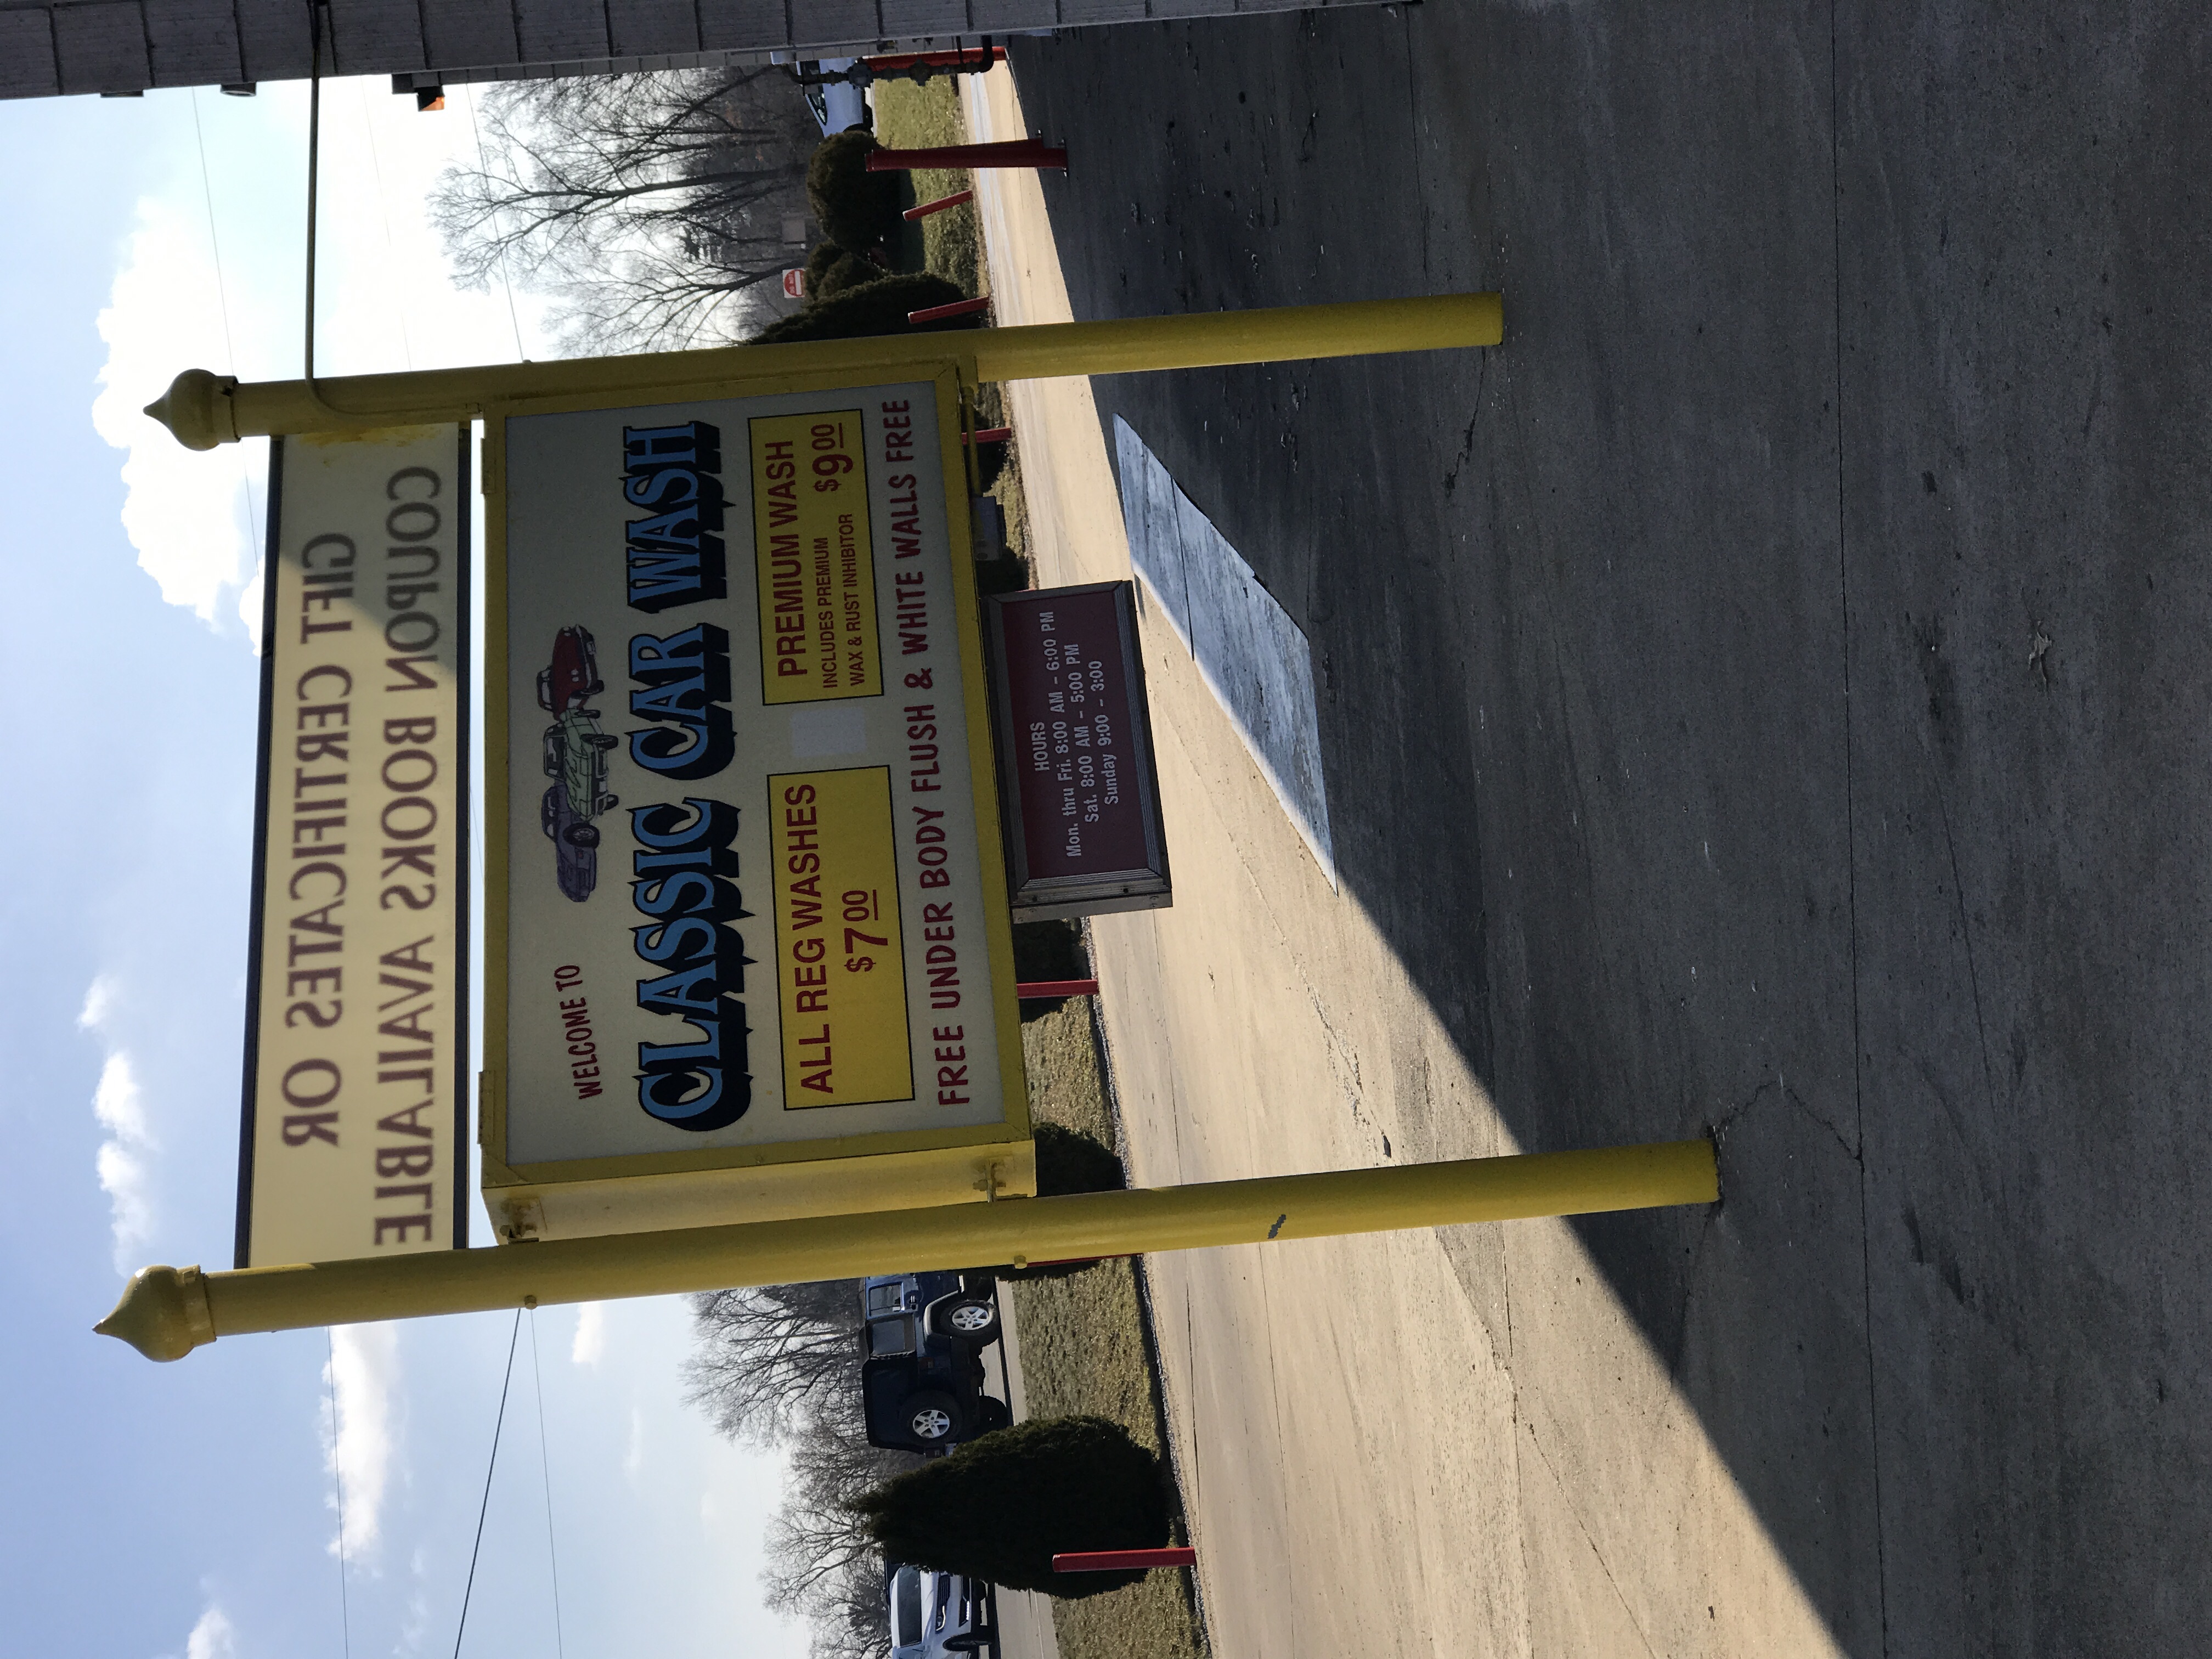 GIFT CERTIFICATES OR
COUPON BOOKS AVAILABLE
WELCOME TO
CLASSIC CAR WASH
ALL REG WASHES
$7.00
PREMIUM WASH
INCLUDES PREMIUM
WAX & RUST INHIBITOR
$9.00
FREE UNDER BODY FLUSH & WHITE WALLS FREE
HOURS
Mon. thru Fri. 8:00 AM – 6:00 PM
Sat. 8:00 AM – 5:00 PM
Sunday 9:00 – 3:00